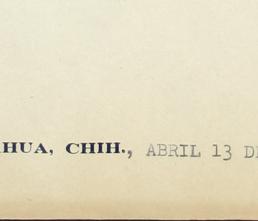 HUA, CHIH., ABRIL 13 D